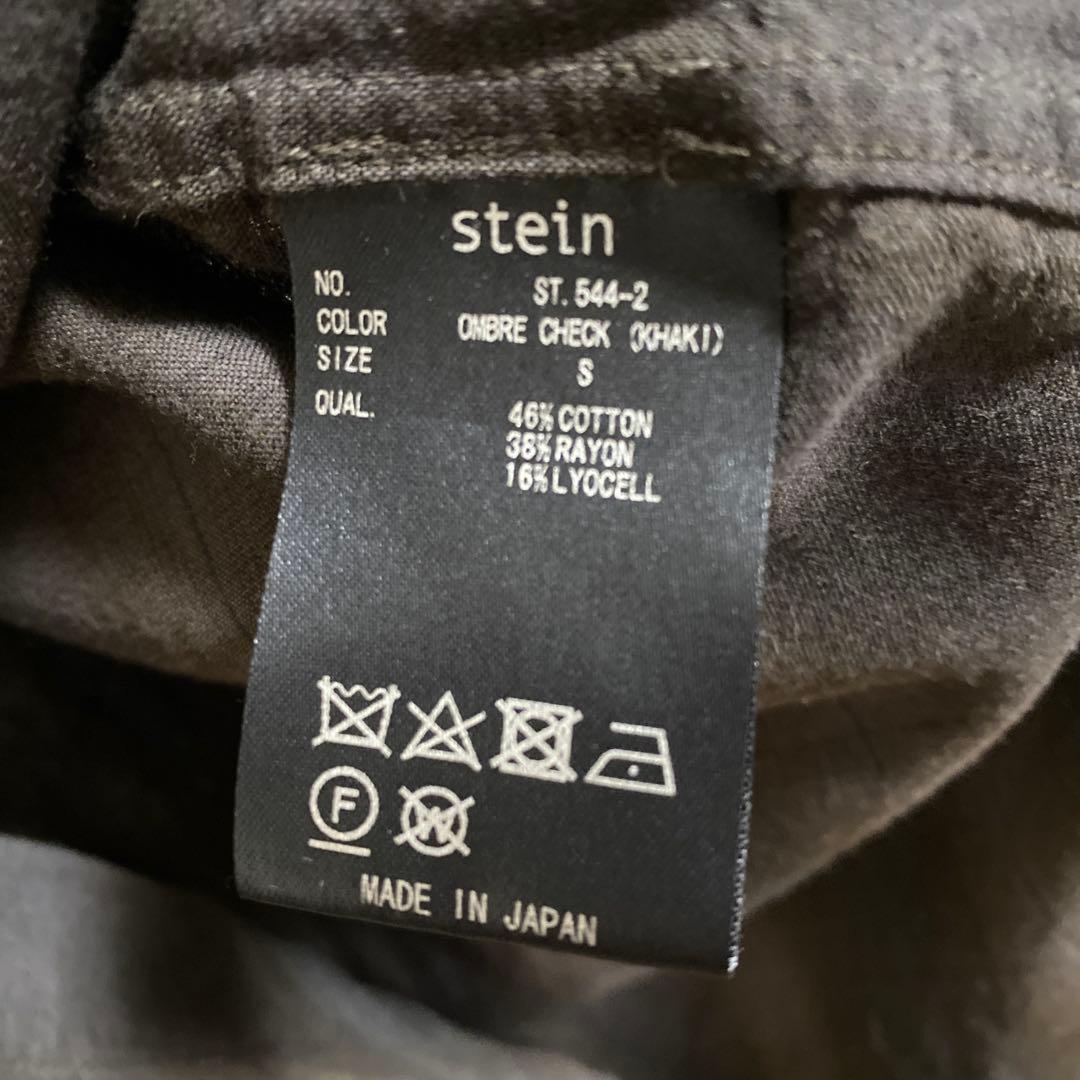 stein
NO. ST.544-2
COLOR OMBRE CHECK (KHAKI)
SIZE S
QUAL. 46%COTTON
38%RAYON
16%LYOCELL
F W
MADE IN JAPAN